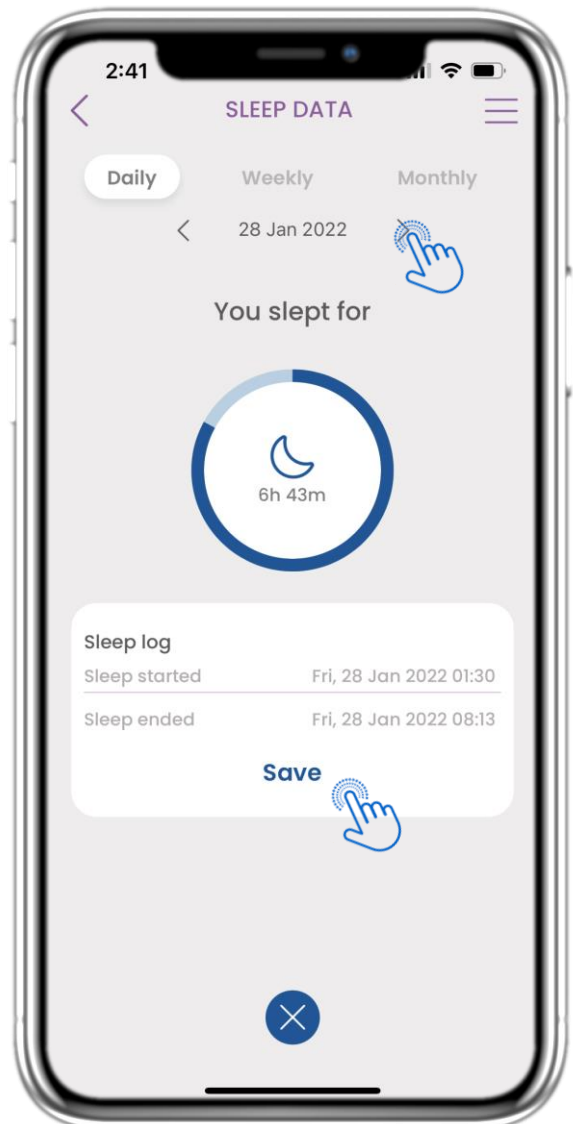 2:41
SLEEP DATA
Daily Weekly Monthly
28 Jan 2022
You slept for
6h 43m
Sleep log
Sleep started Fri, 28 Jan 2022 01:30
Sleep ended Fri, 28 Jan 2022 08:13
Save